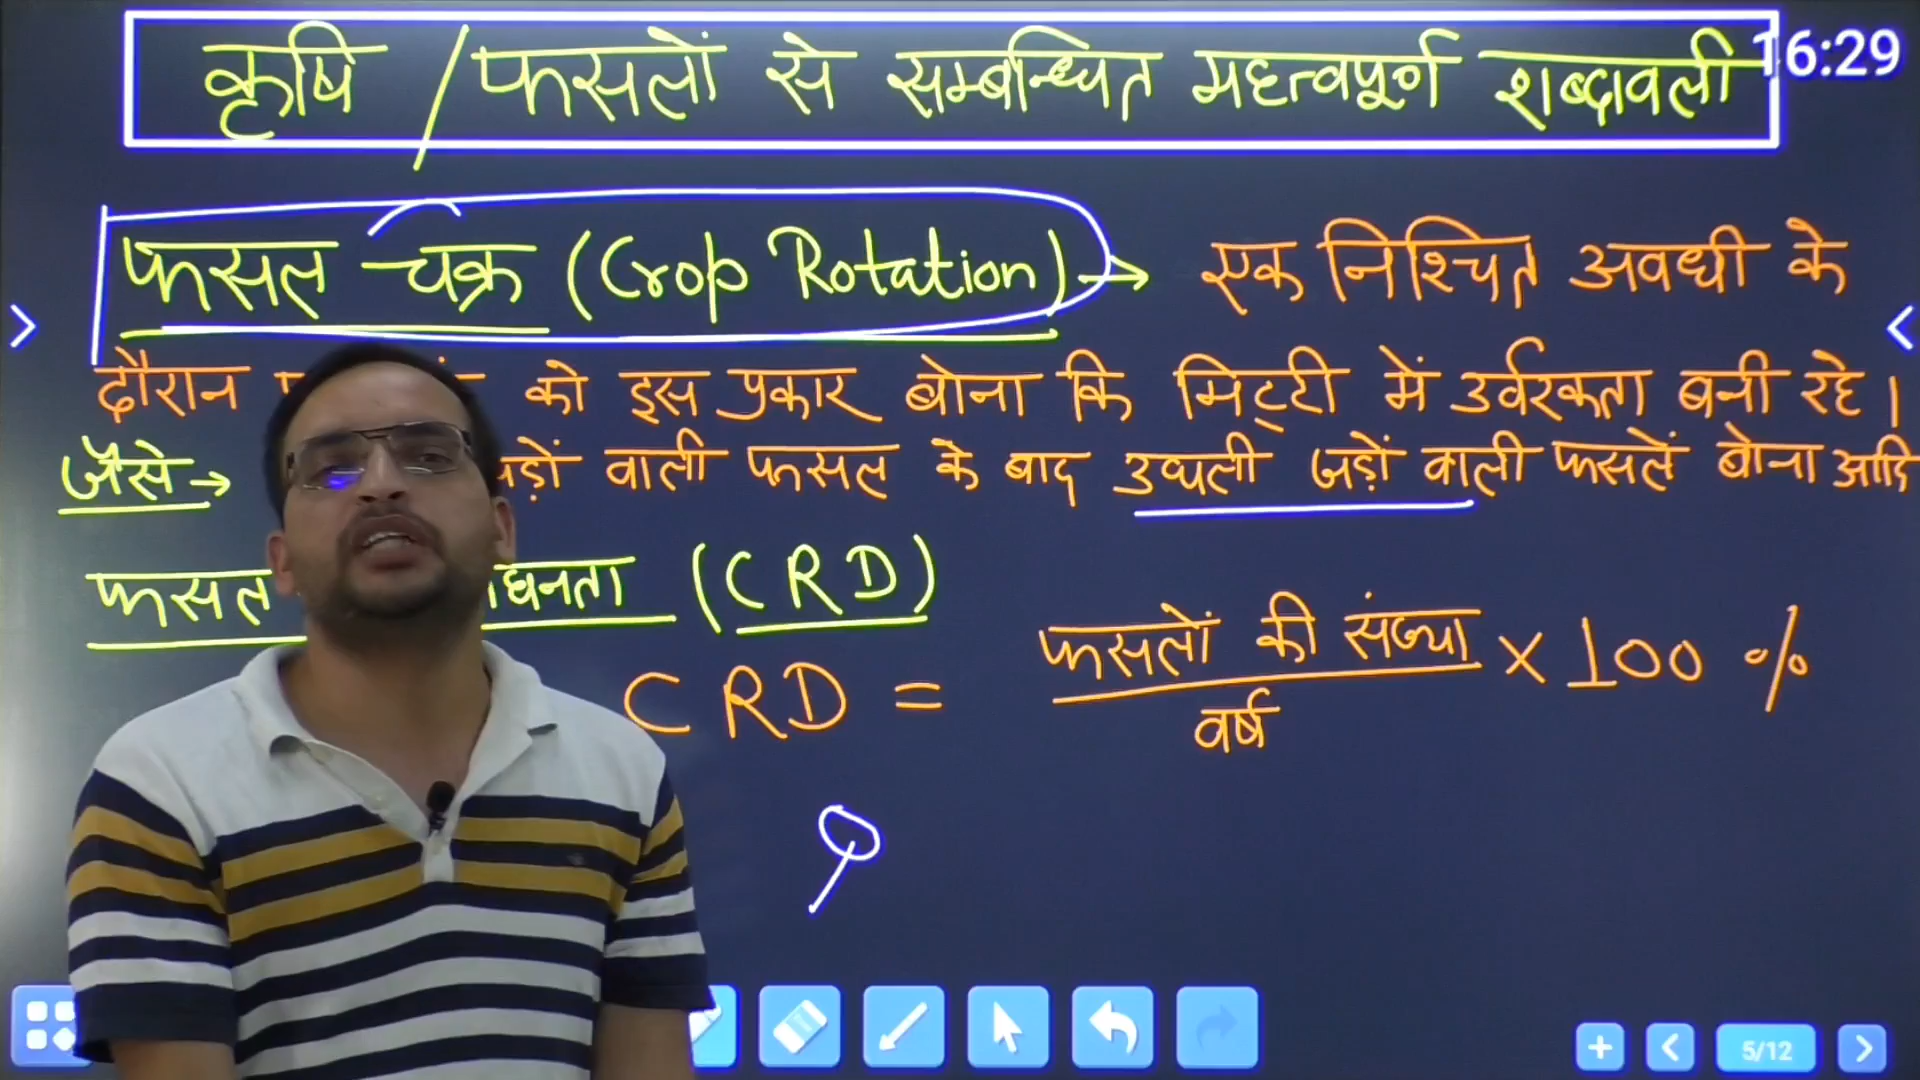 कृषि / फसलों से सम्बन्धित महत्वपूर्ण शब्दावली
16:29
फसल चक्र (Crop Rotation) → एक निश्चित अवधी के
दौरान को इस प्रकार बोना कि मिट्टी में उर्वरकता बनी रहे।
जैसे → वाली फसल के बाद उथली जड़ों वाली फसलें बोना आदि
फसल (CRD)
CRD = फसलों की संख्या × 100 %
वर्ष
5/12